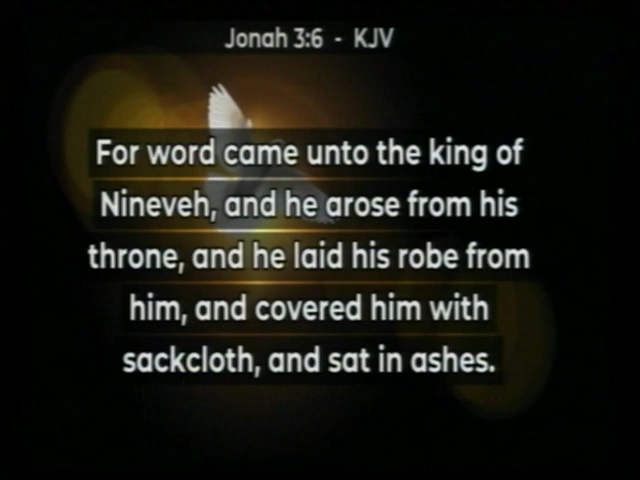 Jonah 3:6 - KJV
For word came unto the king of
Nineveh, and he arose from his
throne, and he laid his robe from
him, and covered him with
sackcloth, and sat in ashes.